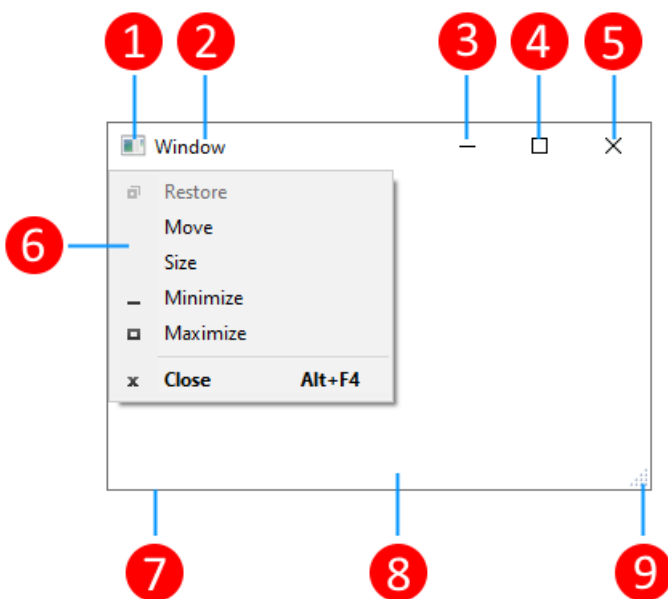 1 2 3 4 5
Window
Restore
Move
6
Size
Minimize
Maximize
Close Alt+F4
7 8 9